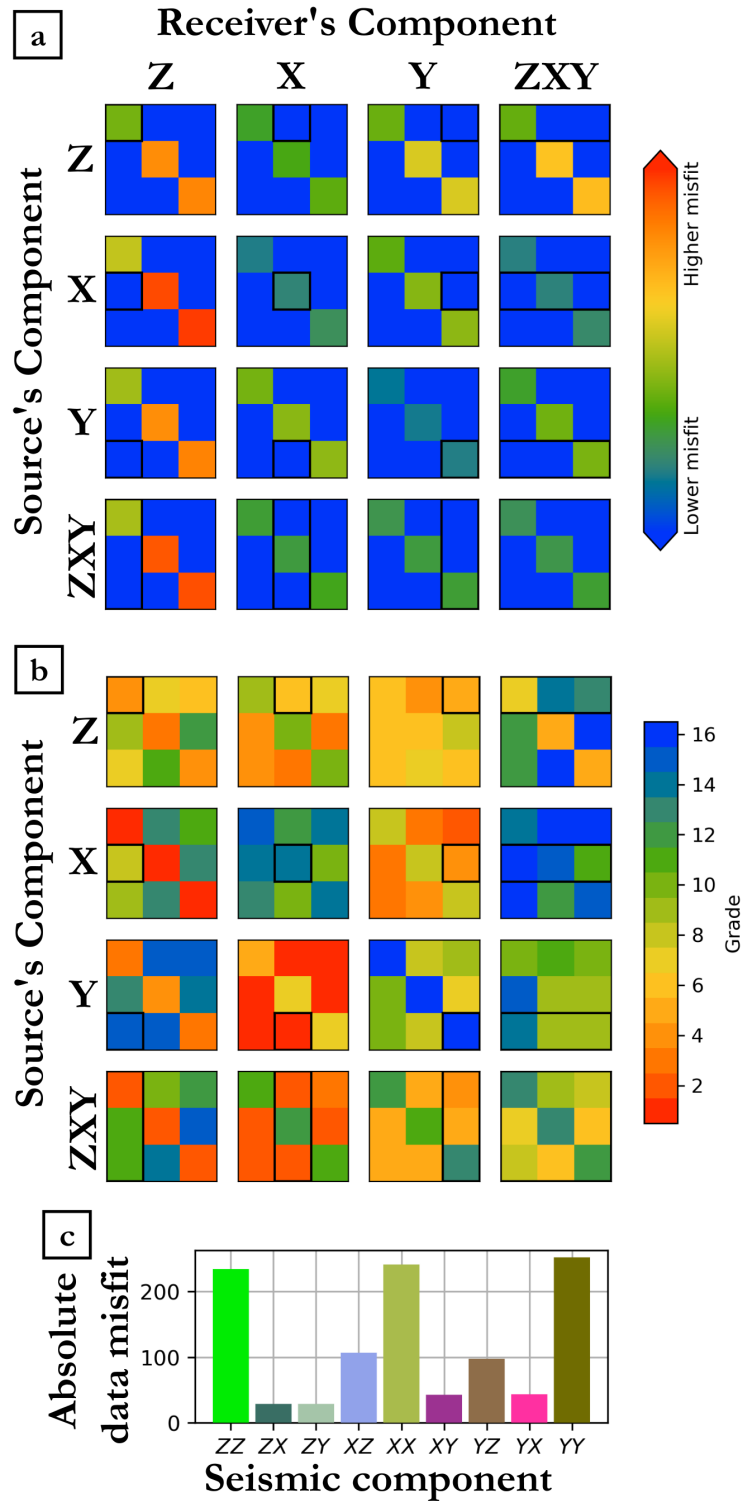 a
Receiver's Component
Z X Y ZXY
Source's Component
Z
X
Y
ZXY
Higher misfit
Lower misfit
b
Source's Component
Z
X
Y
ZXY
16
14
12
10
8
6
4
2
Grade
c
Absolute
data misfit
200
100
0
ZZ ZX ZY XZ XX XY YZ YX YY
Seismic component